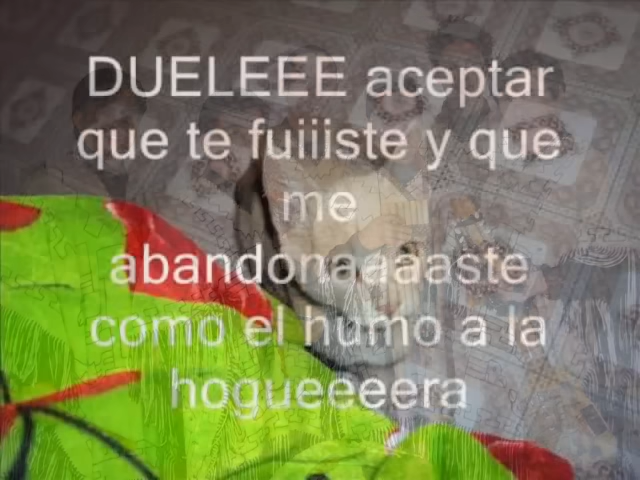 DUELEEE aceptar
que te fuiiiste y que
me
abandonaaaaste
como el humo a la
hogueeeera